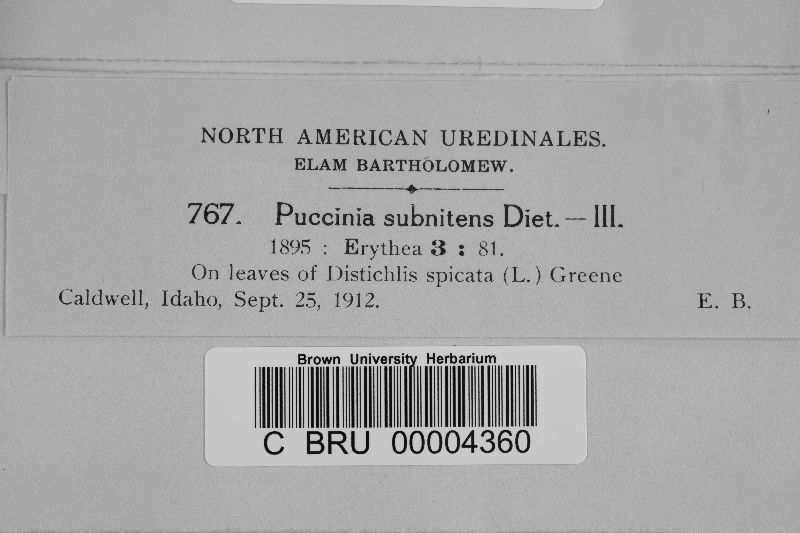 NORTH AMERICAN UREDINALES.
ELAM BARTHOLOMEW.
767. Puccinia subnitens Diet. — III.
1895 : Erythea 3 : 81.
On leaves of Distichlis spicata (L.) Greene
Caldwell, Idaho, Sept. 25, 1912. E. B.
Brown University Herbarium
C BRU 00004360